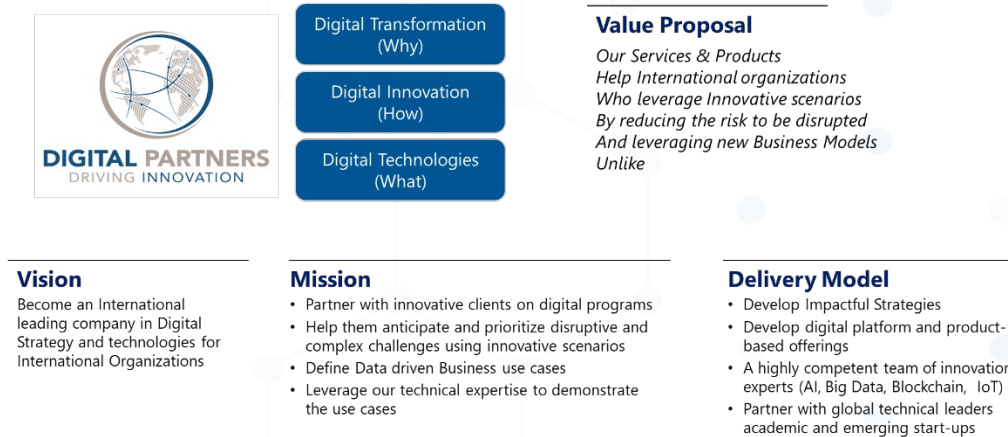 DIGITAL PARTNERS
DRIVING INNOVATION
Digital Transformation
(Why)
Digital Innovation
(How)
Digital Technologies
(What)
Value Proposal
Our Services & Products
Help International organizations
Who leverage Innovative scenarios
By reducing the risk to be disrupted
And leveraging new Business Models
Unlike
Vision
Become an International
leading company in Digital
Strategy and technologies for
International Organizations
Mission
• Partner with innovative clients on digital programs
• Help them anticipate and prioritize disruptive and
complex challenges using innovative scenarios
• Define Data driven Business use cases
• Leverage our technical expertise to demonstrate
the use cases
Delivery Model
• Develop Impactful Strategies
• Develop digital platform and product-
based offerings
• A highly competent team of innovation
experts (AI, Big Data, Blockchain, IoT)
• Partner with global technical leaders
academic and emerging start-ups